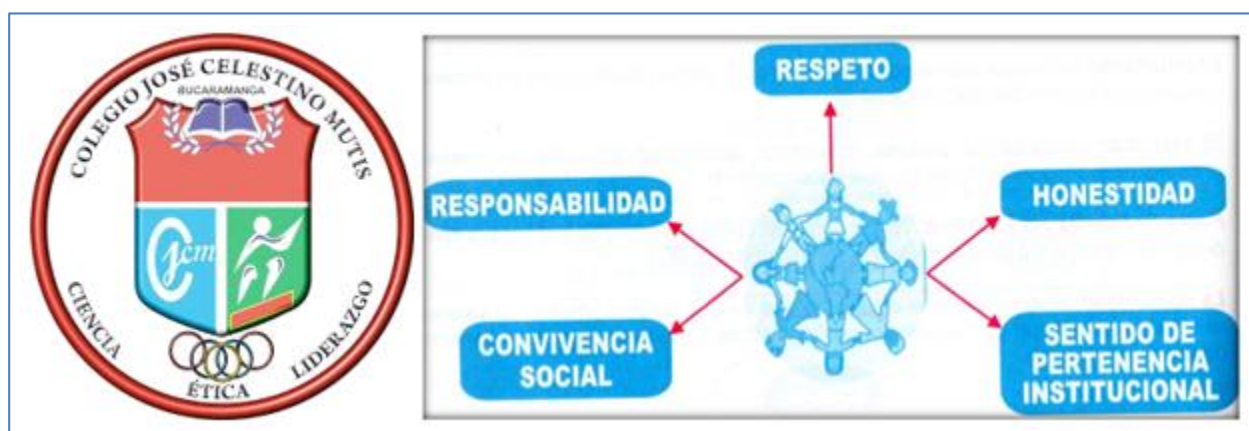 COLEGIO JOSÉ CELESTINO MUTIS
BUCARAMANGA
Cjcm
CIENCIA
ÉTICA
LIDERAZGO
RESPETO
RESPONSABILIDAD
HONESTIDAD
CONVIVENCIA
SOCIAL
SENTIDO DE
PERTENENCIA
INSTITUCIONAL